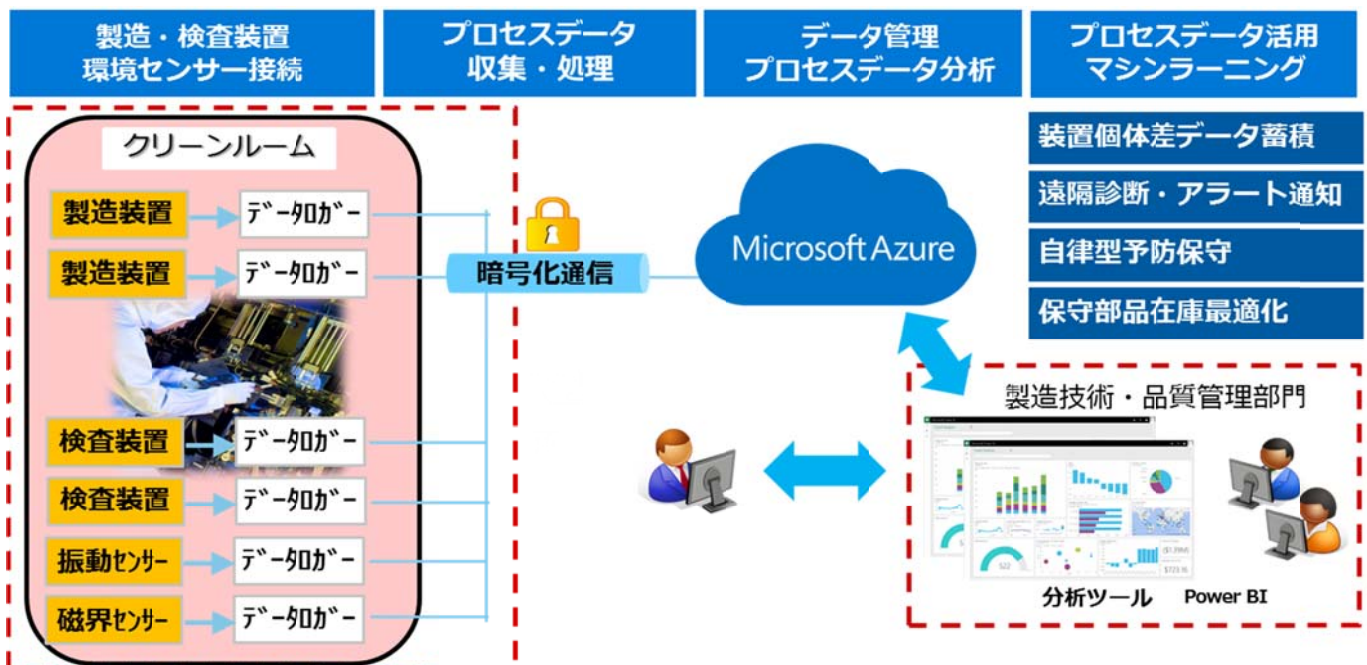 製造・検査装置
環境センサー接続
プロセスデータ
収集・処理
データ管理
プロセスデータ分析
プロセスデータ活用
マシンラーニング
クリーンルーム
製造装置
ﾃﾞｰﾀﾛｶﾞｰ
製造装置
ﾃﾞｰﾀﾛｶﾞｰ
検査装置
ﾃﾞｰﾀﾛｶﾞｰ
検査装置
ﾃﾞｰﾀﾛｶﾞｰ
振動ｾﾝｻｰ
ﾃﾞｰﾀﾛｶﾞｰ
磁界ｾﾝｻｰ
ﾃﾞｰﾀﾛｶﾞｰ
暗号化通信
Microsoft Azure
装置個体差データ蓄積
遠隔診断・アラート通知
自律型予防保守
保守部品在庫最適化
製造技術・品質管理部門
522
$723.16
分析ツール Power BI